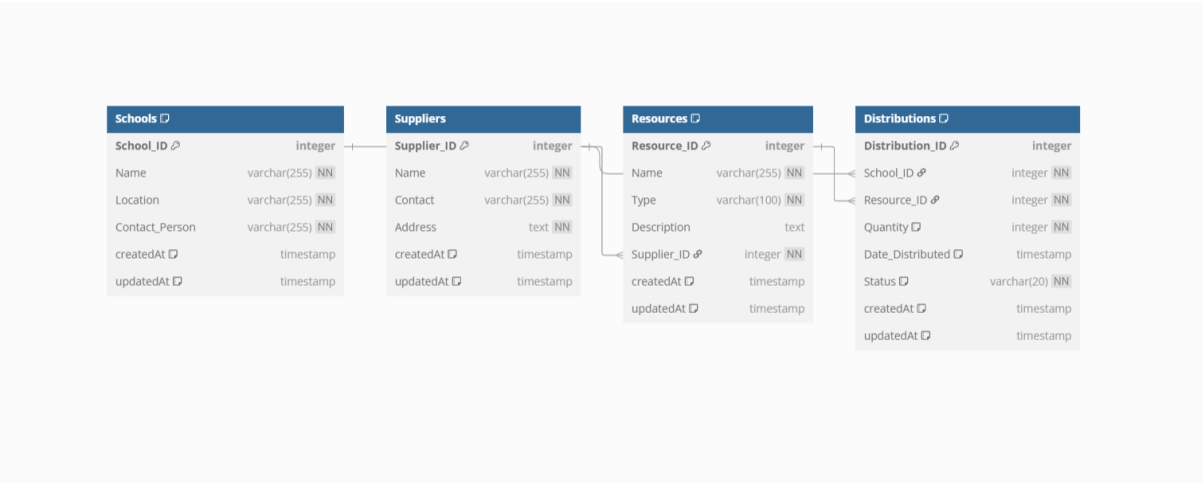 Schools
School_ID integer
Name varchar(255) NN
Location varchar(255) NN
Contact_Person varchar(255) NN
createdAt timestamp
updatedAt timestamp
Suppliers
Supplier_ID integer
Name varchar(255) NN
Contact varchar(255) NN
Address text NN
createdAt timestamp
updatedAt timestamp
Resources
Resource_ID integer
Name varchar(255) NN
Type varchar(100) NN
Description text
Supplier_ID integer NN
createdAt timestamp
updatedAt timestamp
Distributions
Distribution_ID integer
School_ID integer NN
Resource_ID integer NN
Quantity integer NN
Date_Distributed timestamp
Status varchar(20) NN
createdAt timestamp
updatedAt timestamp